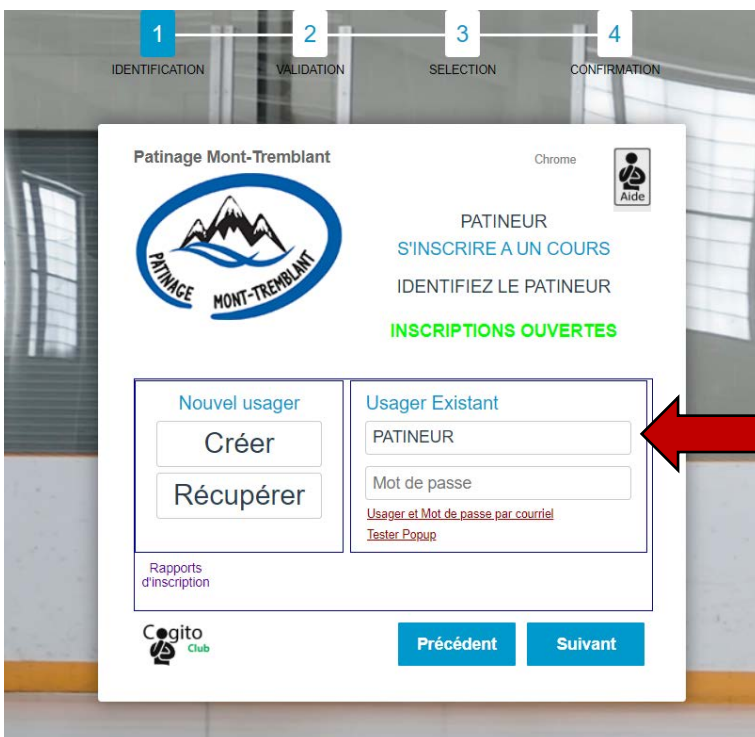 1 2 3 4
IDENTIFICATION VALIDATION SELECTION CONFIRMATION
Patinage Mont-Tremblant
Chrome
Aide
PATINAGE MONT-TREMBLANT
PATINEUR
S'INSCRIRE A UN COURS
IDENTIFIEZ LE PATINEUR
INSCRIPTIONS OUVERTES
Nouvel usager
Créer
Récupérer
Usager Existant
PATINEUR
Mot de passe
Usager et Mot de passe par courriel
Tester Popup
Rapports
d'inscription
Cogito
Club
Précédent
Suivant